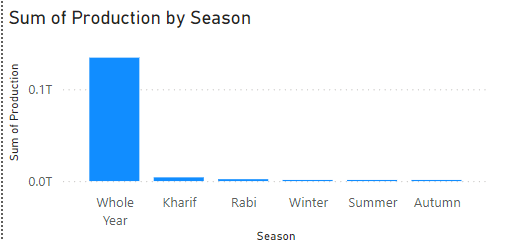 Sum of Production by Season
Sum of Production
0.1T
0.0T
Whole
Year
Kharif
Rabi
Winter
Summer
Autumn
Season